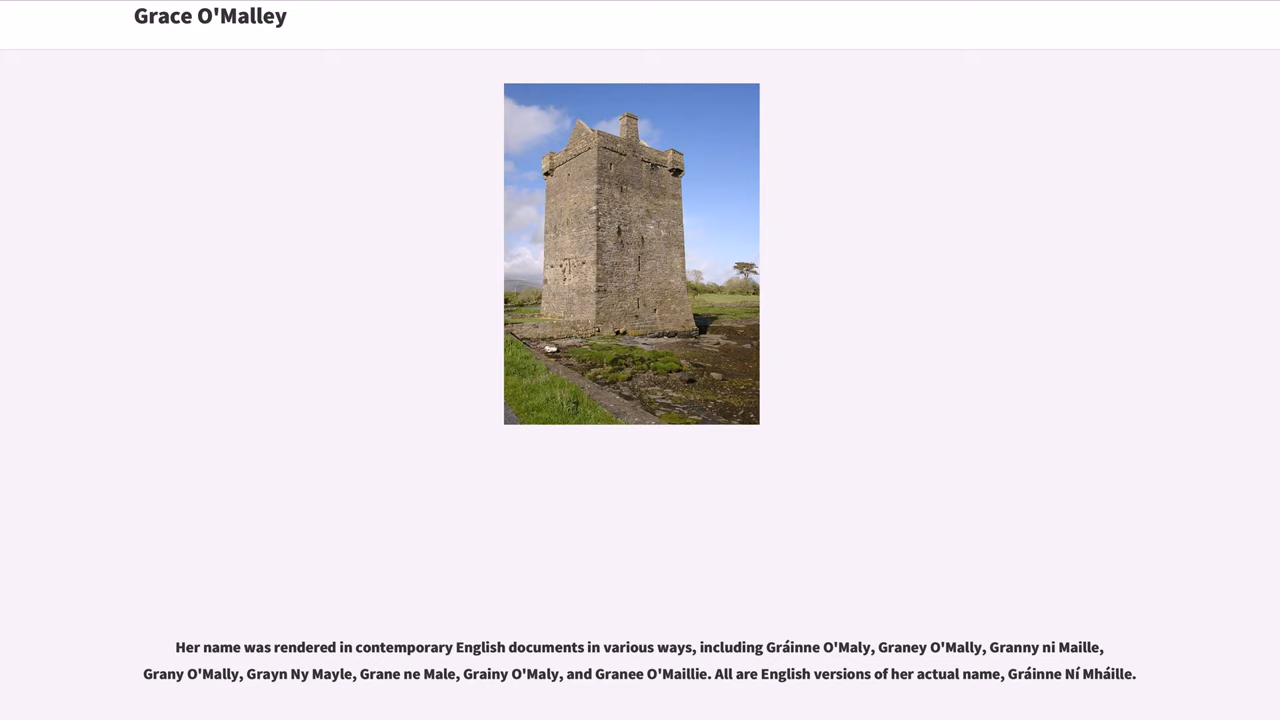 Grace O'Malley
Her name was rendered in contemporary English documents in various ways, including Gráinne O'Maly, Graney O'Mally, Granny ni Maille,
Grany O'Mally, Grayn Ny Mayle, Grane ne Male, Grainy O'Maly, and Granee O'Maillie. All are English versions of her actual name, Gráinne Ní Mháille.